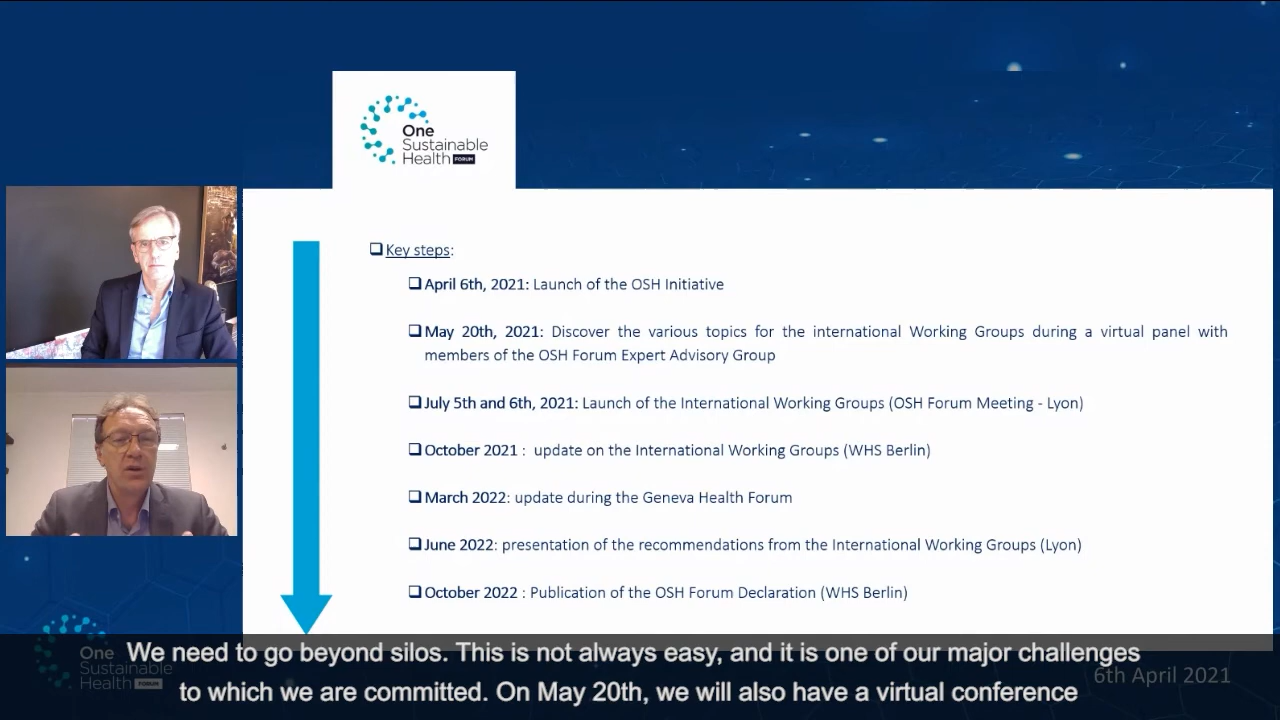 One
Sustainable
Health FORUM
❑Key steps:
❑April 6th, 2021: Launch of the OSH Initiative
❑May 20th, 2021: Discover the various topics for the international Working Groups during a virtual panel with
members of the OSH Forum Expert Advisory Group
❑July 5th and 6th, 2021: Launch of the International Working Groups (OSH Forum Meeting - Lyon)
❑October 2021 : update on the International Working Groups (WHS Berlin)
❑March 2022: update during the Geneva Health Forum
❑June 2022: presentation of the recommendations from the International Working Groups (Lyon)
❑October 2022 : Publication of the OSH Forum Declaration (WHS Berlin)
We need to go beyond silos. This is not always easy, and it is one of our major challenges
to which we are committed. On May 20th, we will also have a virtual conference
One
Sustainable
Health FORUM
6th April 2021